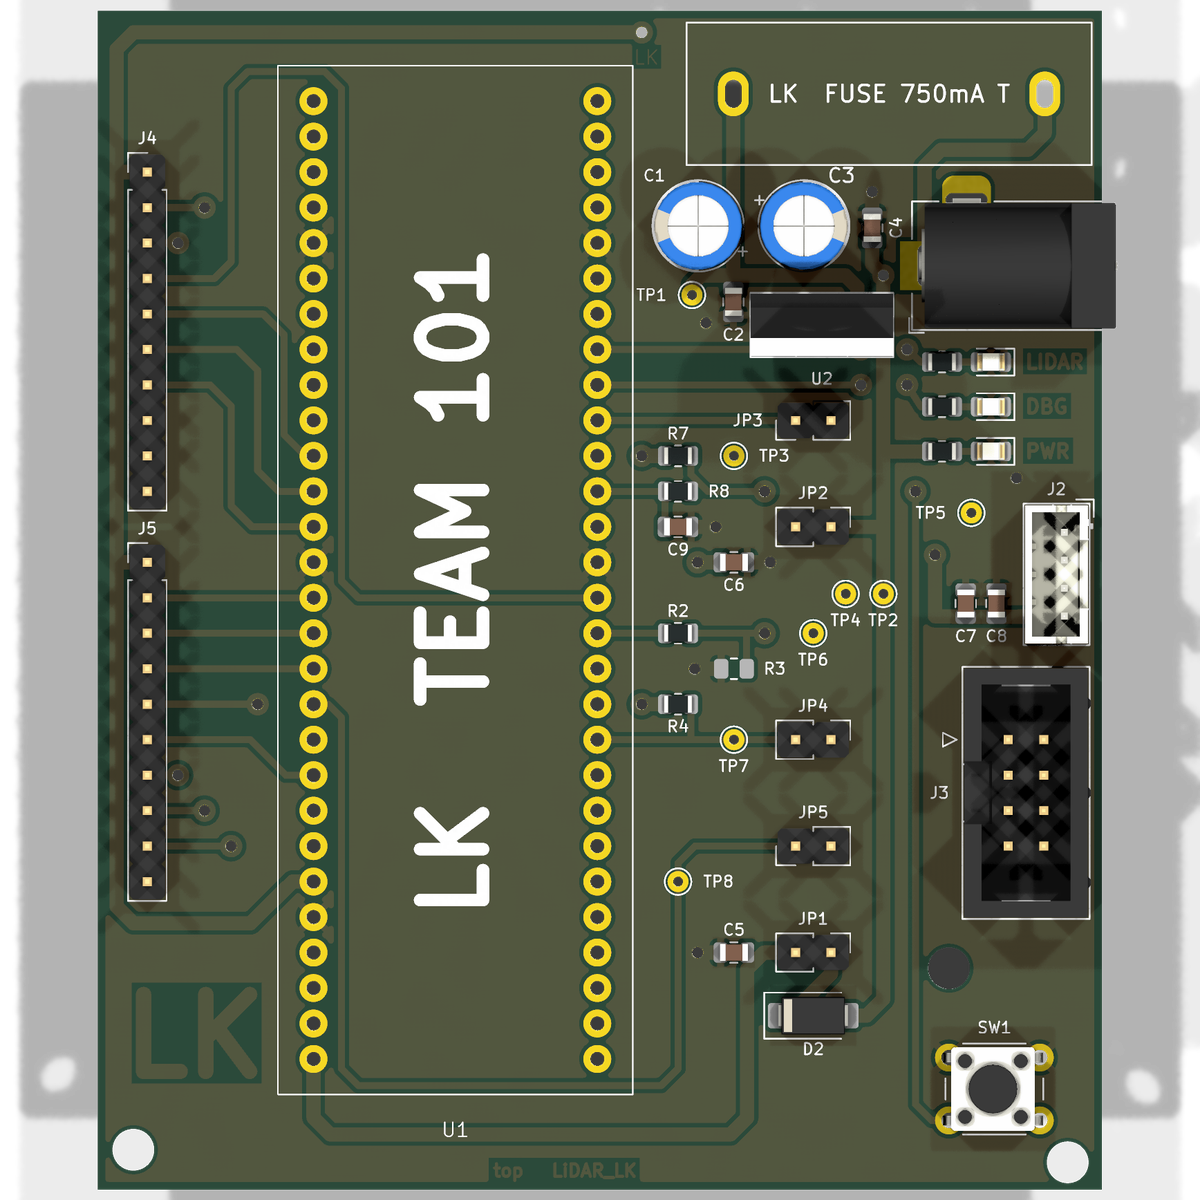 LK
LK FUSE 750mA T
J4
C1
C3
C4
TP1
C2
LIDAR
U2
DBG
JP3
R7
TP3
PWR
R8
JP2
J2
TP5
J5
C9
C6
TP4 TP2
R2
C7 C8
TP6
R3
R4
JP4
TP7
J3
JP5
TP8
JP1
C5
LK TEAM 101
LK
SW1
D2
U1
top LIDAR_LK